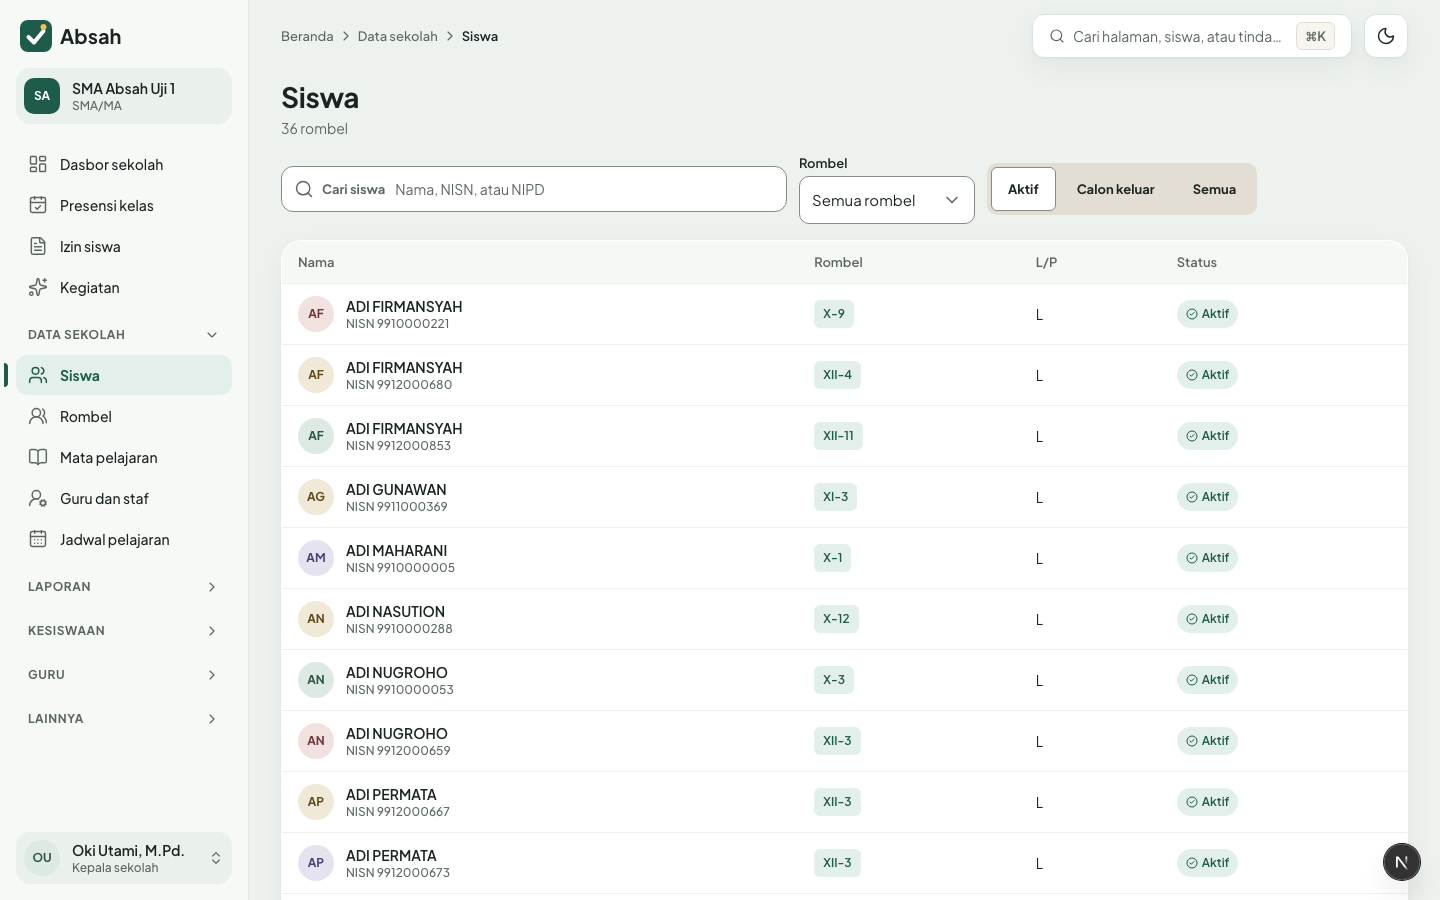 Absah
SA
SMA Absah Uji 1
SMA/MA
Dasbor sekolah
Presensi kelas
Izin siswa
Kegiatan
DATA SEKOLAH
Siswa
Rombel
Mata pelajaran
Guru dan staf
Jadwal pelajaran
LAPORAN
KESISWAAN
GURU
LAINNYA
OU
Oki Utami, M.Pd.
Kepala sekolah
Beranda > Data sekolah > Siswa
Cari halaman, siswa, atau tinda... ⌘K
Siswa
36 rombel
Cari siswa Nama, NISN, atau NIPD
Rombel
Semua rombel
Aktif Calon keluar Semua
Nama Rombel L/P Status
AF ADI FIRMANSYAH X-9 L Aktif
NISN 9910000221
AF ADI FIRMANSYAH XII-4 L Aktif
NISN 9912000680
AF ADI FIRMANSYAH XII-11 L Aktif
NISN 9912000853
AG ADI GUNAWAN XI-3 L Aktif
NISN 9911000369
AM ADI MAHARANI X-1 L Aktif
NISN 9910000005
AN ADI NASUTION X-12 L Aktif
NISN 9910000288
AN ADI NUGROHO X-3 L Aktif
NISN 9910000053
AN ADI NUGROHO XII-3 L Aktif
NISN 9912000659
AP ADI PERMATA XII-3 L Aktif
NISN 9912000667
AP ADI PERMATA XII-3 L Aktif
NISN 9912000673
N